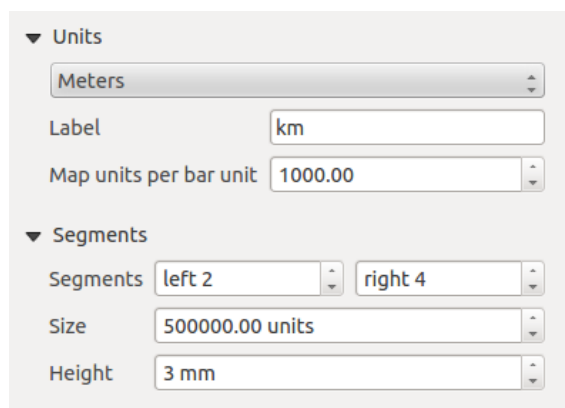 Units
Meters
Label km
Map units per bar unit 1000.00
Segments
Segments left 2 right 4
Size 500000.00 units
Height 3 mm